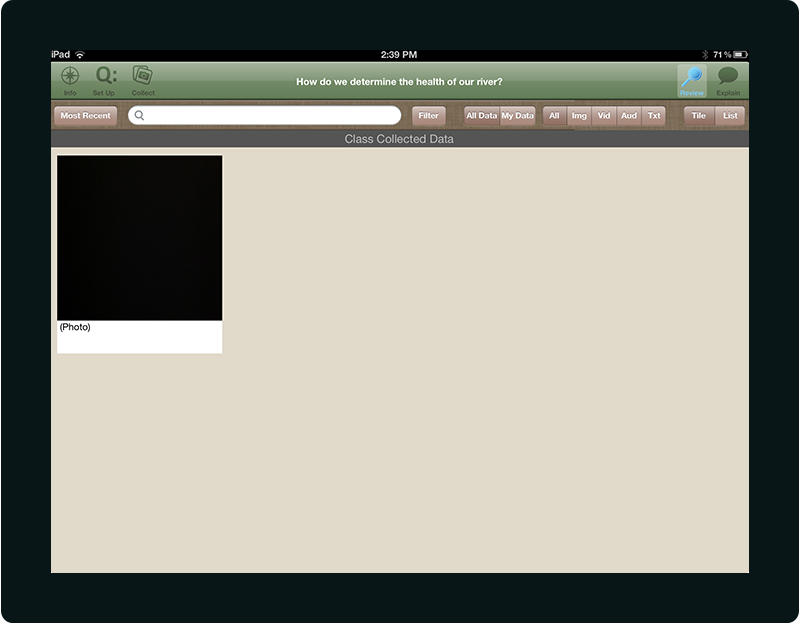 iPad 2:39 PM 71%
Info Set Up Q: Collect How do we determine the health of our river? Review Explain
Most Recent Filter All Data My Data All Img Vid Aud Txt Tile List
Class Collected Data
(Photo)